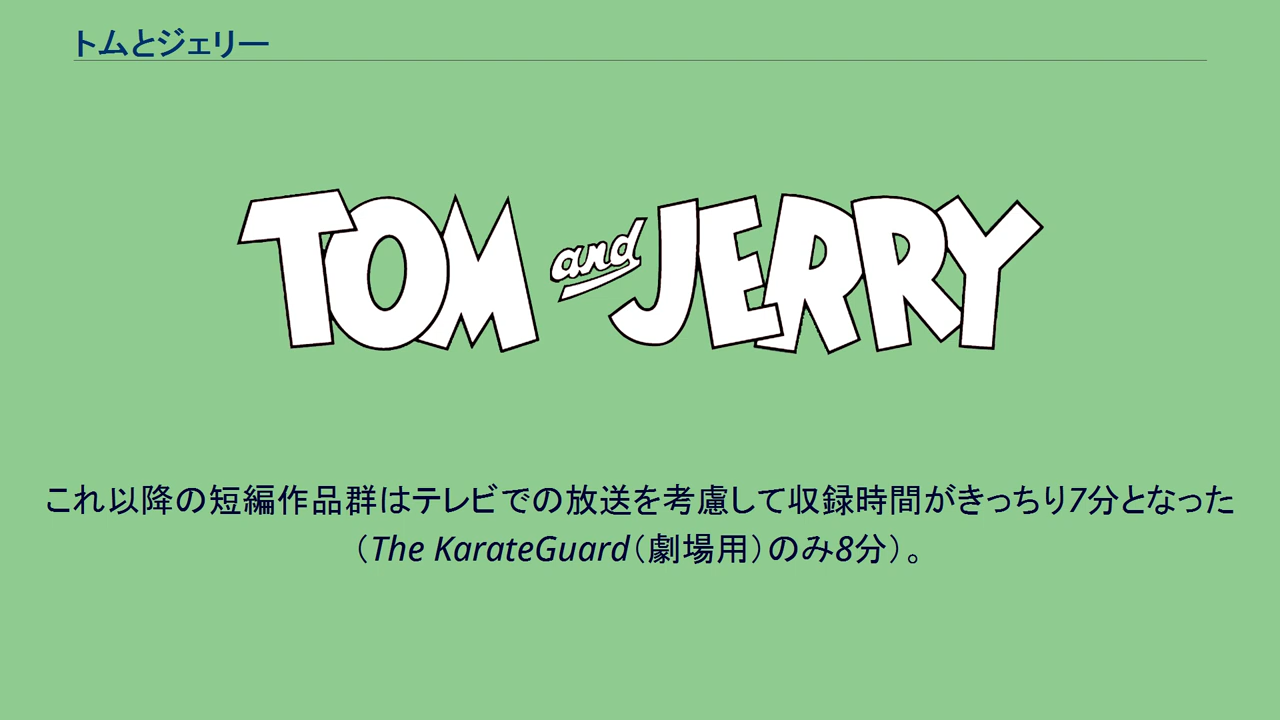 トムとジェリー
TOM and JERRY
これ以降の短編作品群はテレビでの放送を考慮して収録時間がきっちり7分となった
（The KarateGuard（劇場用）のみ8分）。